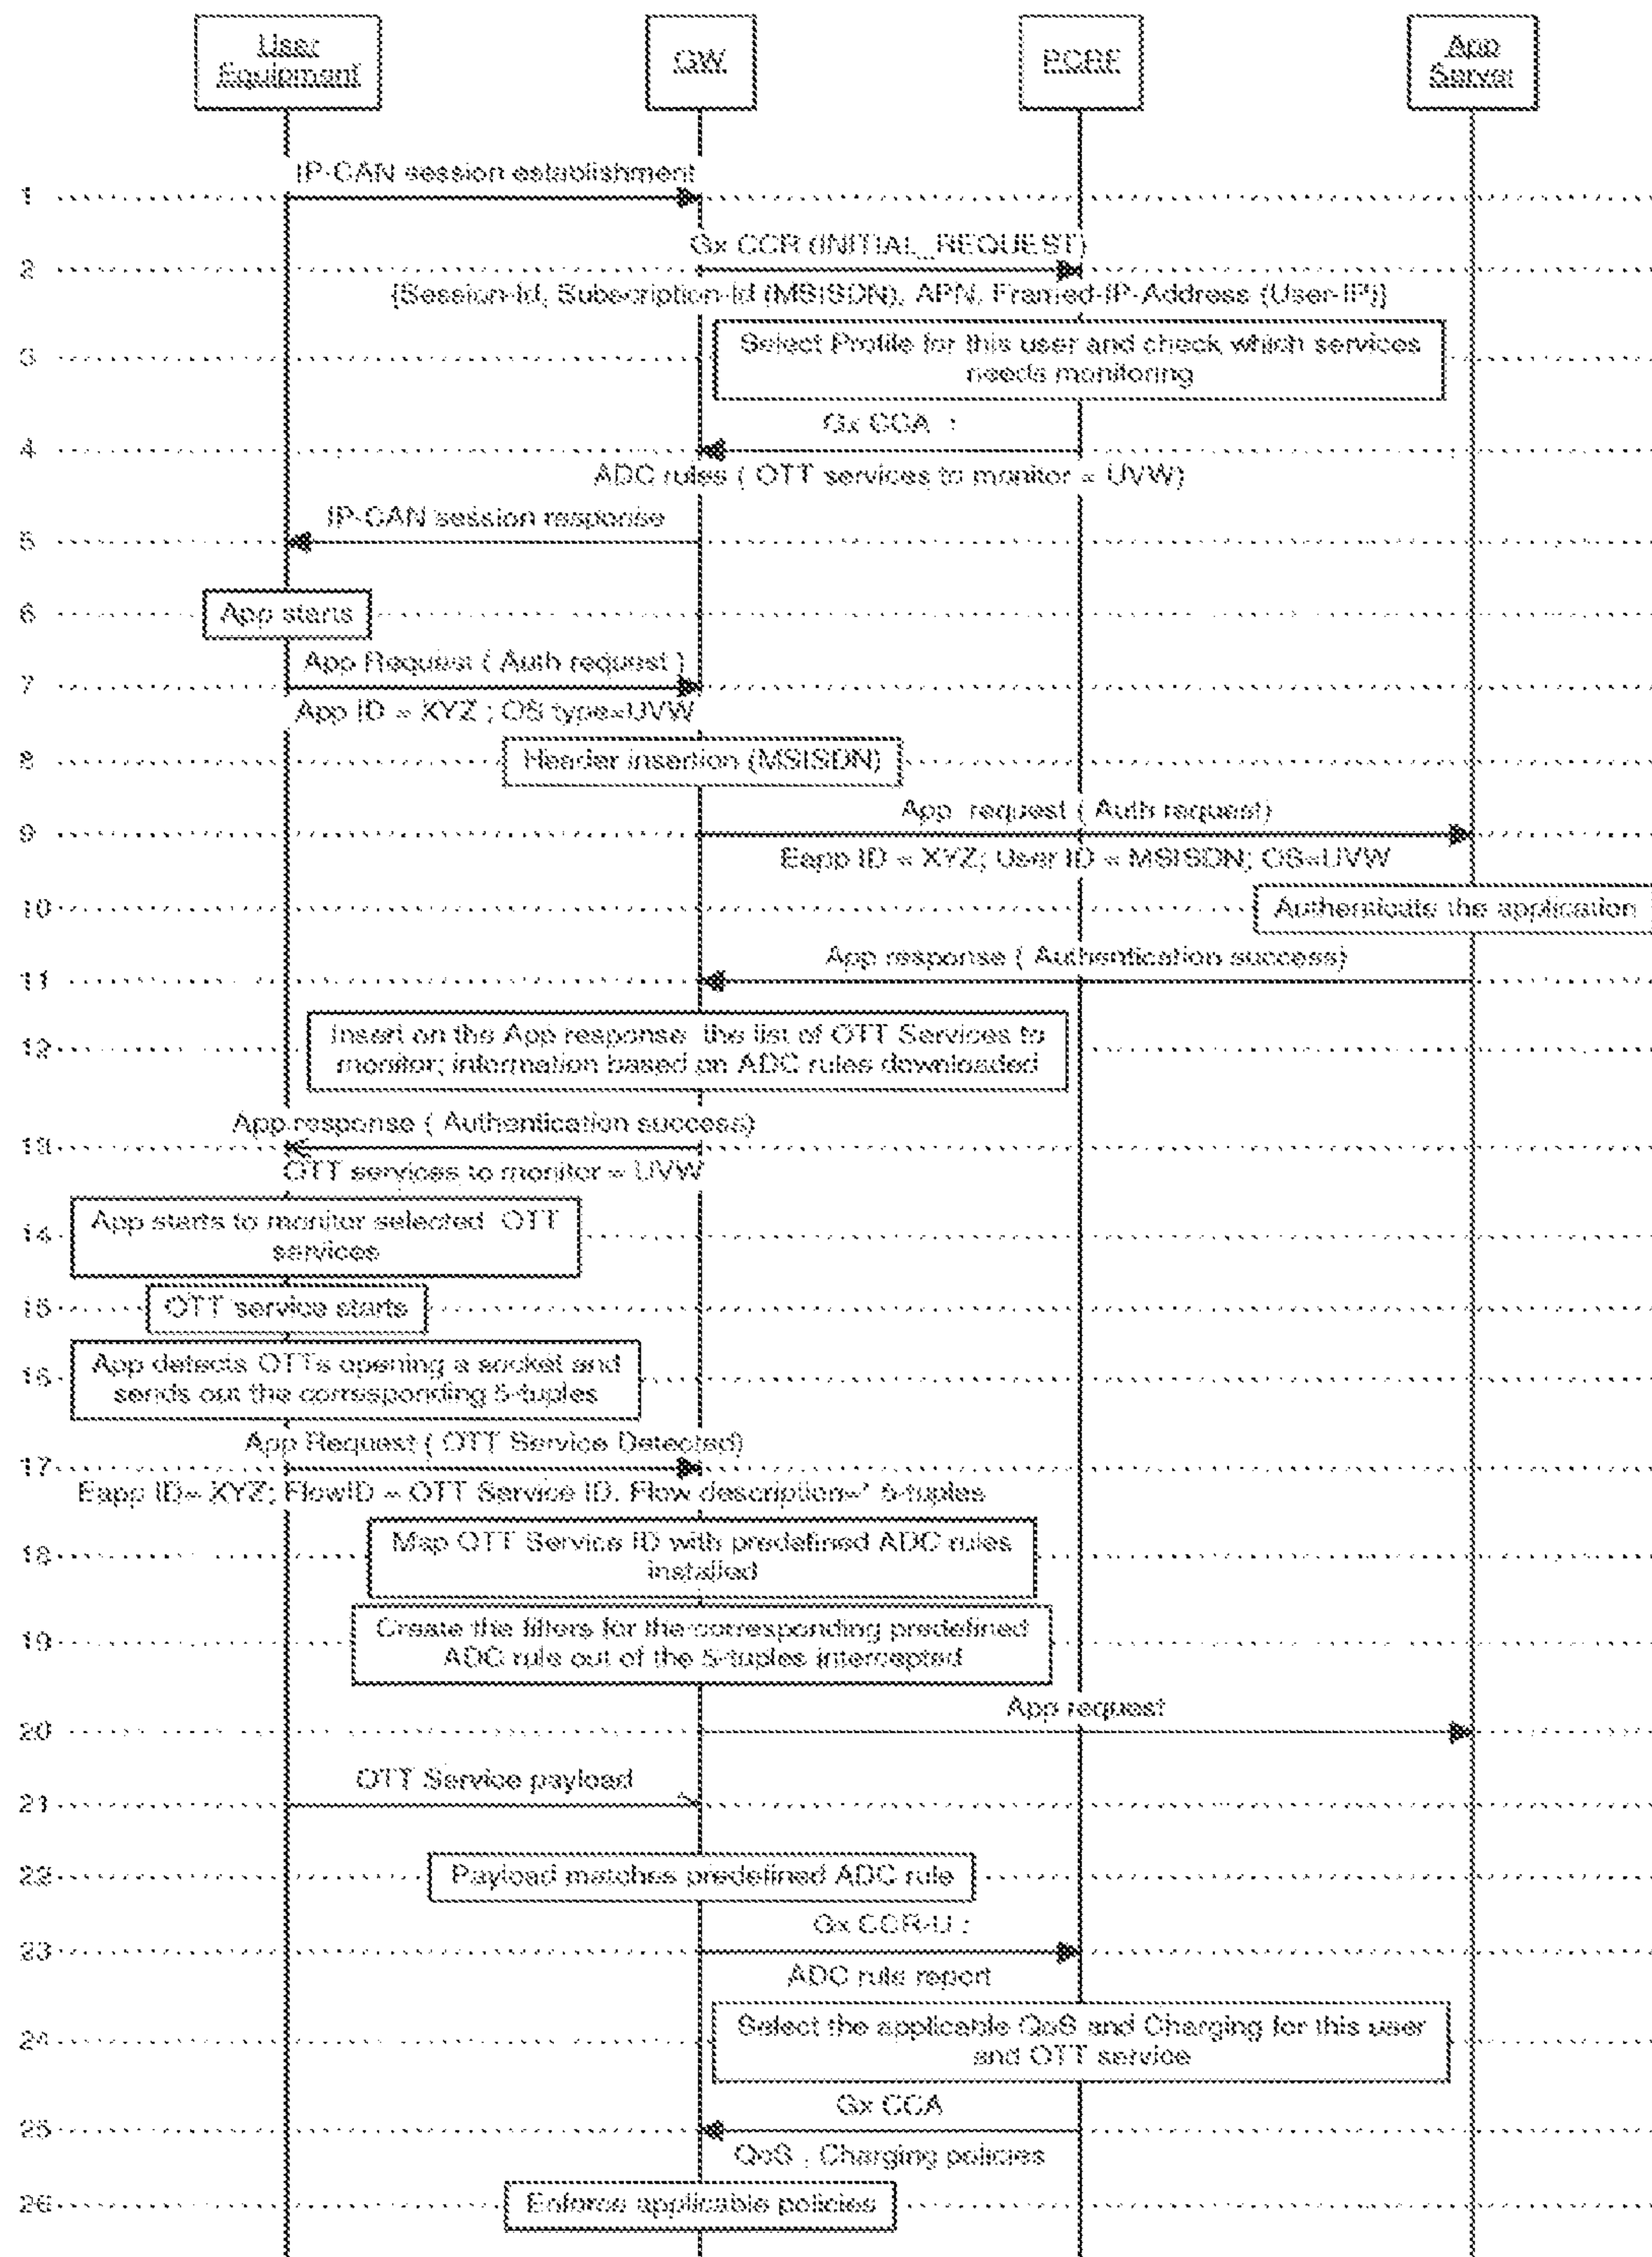 User
Equipment
GW
PCRF
App
Server
IP-CAN session establishment
1
Gx CCR (INITIAL_REQUEST)
2
{Session-Id, Subscription-Id (MSISDN), APN, Framed-IP-Address (User-IP)}
Select Profile for this user and check which services
3
needs monitoring
Gx CCA :
4
ADC rules ( OTT services to monitor = UVW)
IP-CAN session response
5
6
App starts
App Request ( Auth request )
7
App ID = XYZ ; OS type=UVW
8
Header insertion (MSISDN)
App request ( Auth request)
9
Eapp ID = XYZ; User ID = MSISDN; OS=UVW
10
Authenticate the application
App response ( Authentication success)
11
Insert on the App response the list of OTT Services to
12
monitor; information based on ADC rules downloaded
App response ( Authentication success)
13
OTT services to monitor = UVW
App starts to monitor selected OTT
14
services
15
OTT service starts
App detects OTTs opening a socket and
16
sends out the corresponding 5-tuples
App Request ( OTT Service Detected)
17
Eapp ID= XYZ; FlowID = OTT Service ID. Flow description=* 5-tuples
Map OTT Service ID with predefined ADC rules
18
installed
Create the filters for the corresponding predefined
19
ADC rule out of the 5-tuples intercepted
App request
20
OTT Service payload
21
22
Payload matches predefined ADC rule
Gx CCR-U :
23
ADC rule report
Select the applicable QoS and Charging for this user
24
and OTT service
Gx CCA
25
QoS , Charging policies
26
Enforce applicable policies